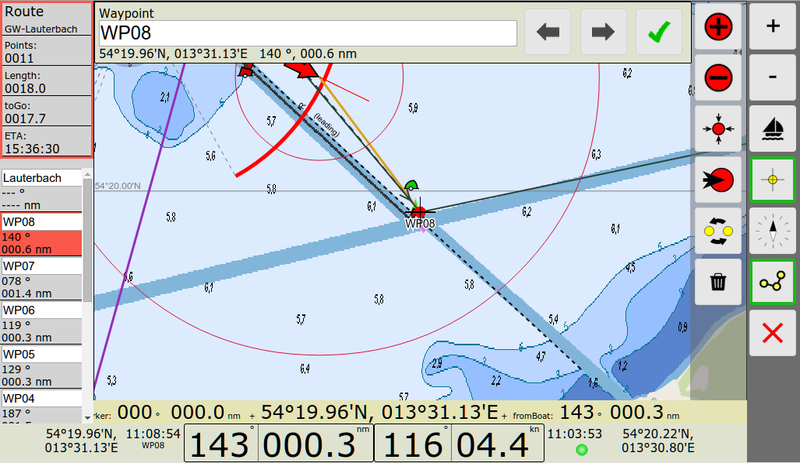 Route
GW-Lauterbach
Points:
0011
Length:
0018.0
toGo:
0017.7
ETA:
15:36:30
Lauterbach
--- °
---- nm
WP08
140 °
000.6 nm
WP07
078 °
001.4 nm
WP06
119 °
000.3 nm
WP05
129 °
000.3 nm
WP04
187 °
Waypoint
WP08
54°19.96'N, 013°31.13'E 140 °, 000.6 nm
+
-
2,1
5,7
R
(leading)
5,9
6,2
5,6
6,3
54°20.00'N
5,8
5,8
6,1
WP08
6,2
6,1
5,6
6,1
5,8
5,8
4,5
5,7
5,4
4,7
2,9
2,2
1,2
0,9
5,3
5,7
1,8
ker: 000° 000.0 nm + 54°19.96'N, 013°31.13'E + fromBoat: 143° 000.3 nm
54°19.96'N,
013°31.13'E
11:08:54
WP08
143°
000.3 nm
116°
04.4 kn
11:03:53
54°20.22'N,
013°30.80'E